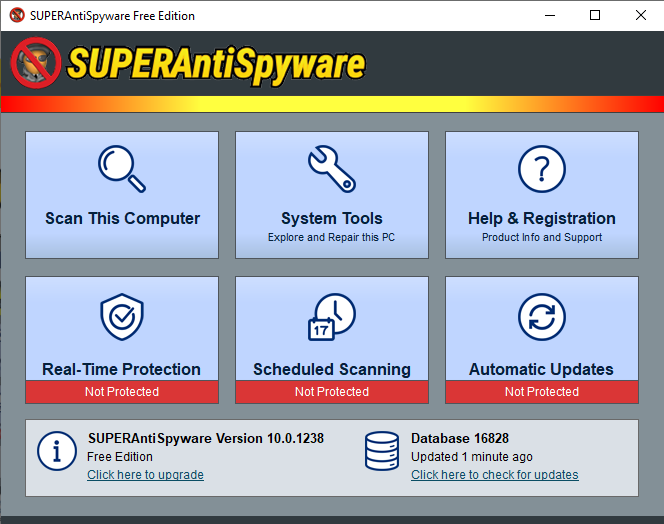 SUPERAntiSpyware Free Edition
SUPERAntiSpyware
Scan This Computer
System Tools
Explore and Repair this PC
Help & Registration
Product Info and Support
Real-Time Protection
Not Protected
17
Scheduled Scanning
Not Protected
Automatic Updates
Not Protected
SUPERAntiSpyware Version 10.0.1238
Free Edition
Click here to upgrade
Database 16828
Updated 1 minute ago
Click here to check for updates